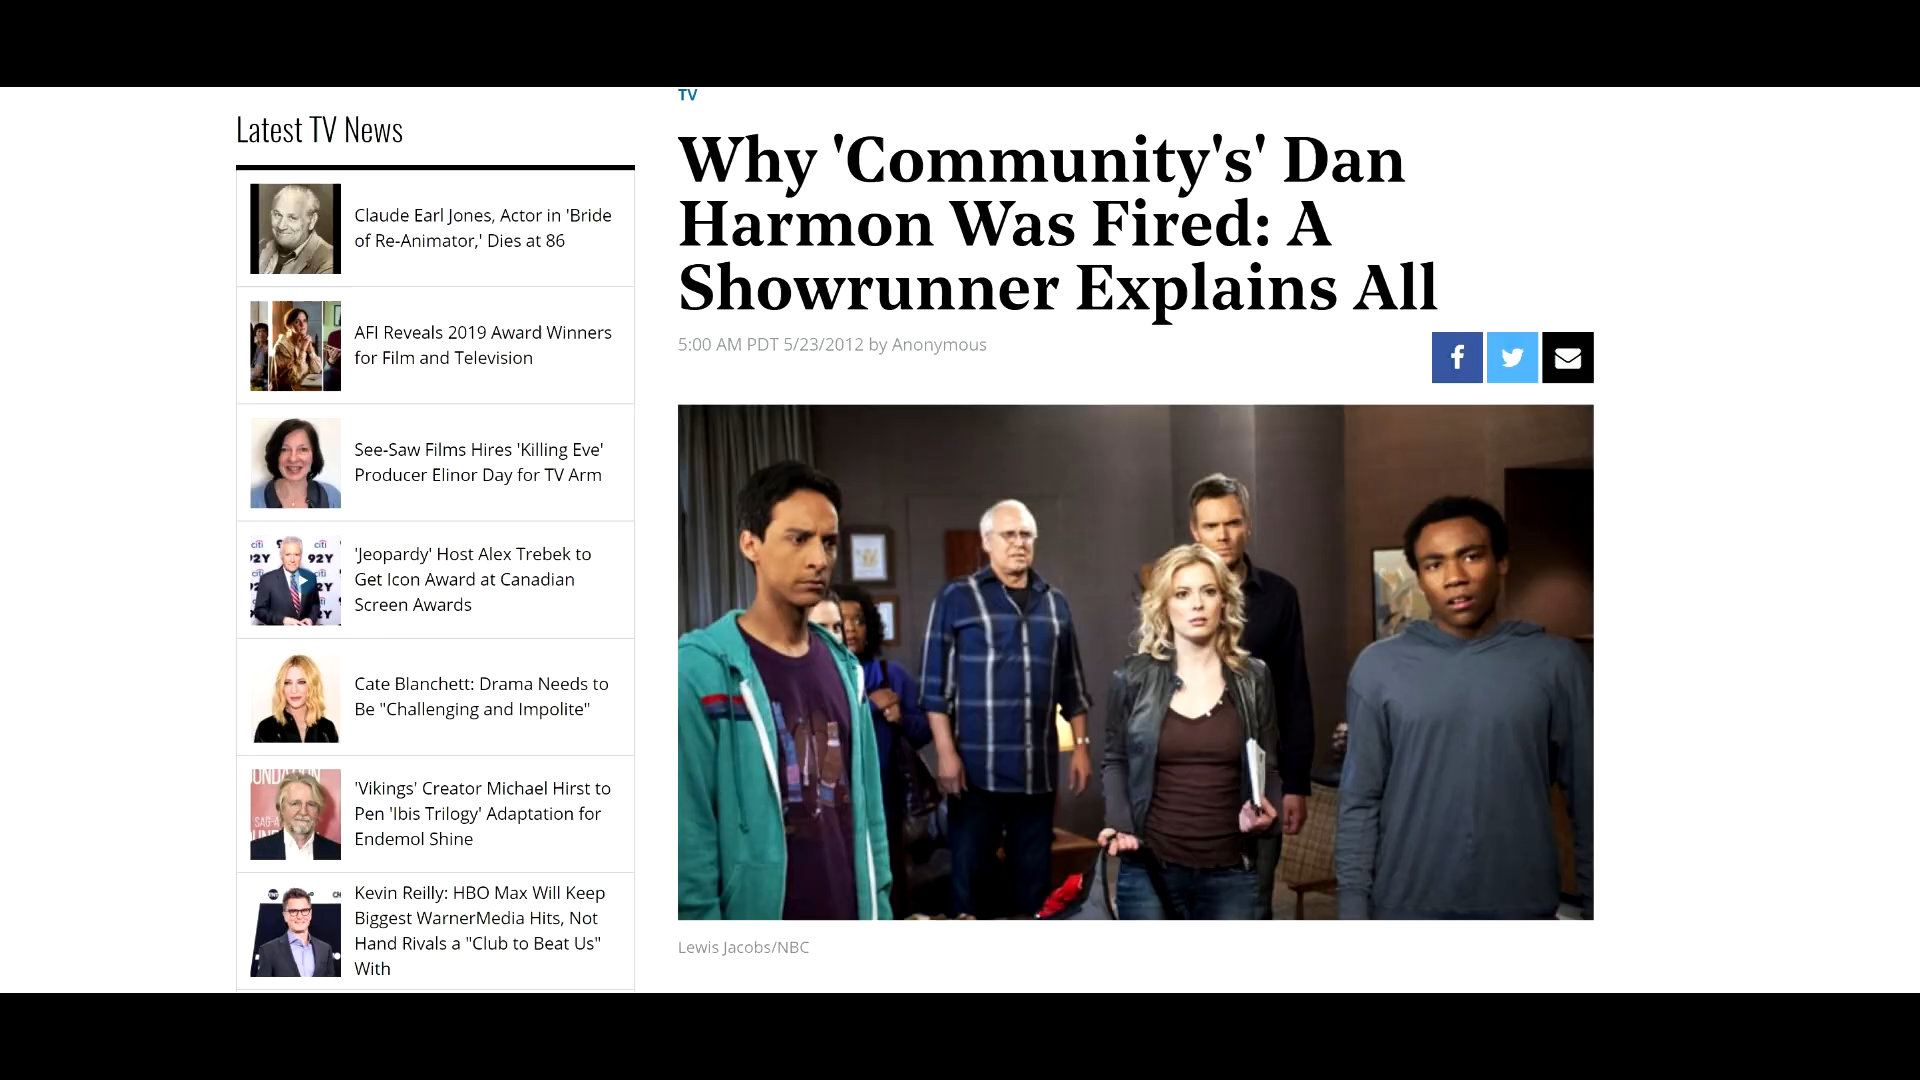 Latest TV News
Claude Earl Jones, Actor in 'Bride
of Re-Animator,' Dies at 86
AFI Reveals 2019 Award Winners
for Film and Television
See-Saw Films Hires 'Killing Eve'
Producer Elinor Day for TV Arm
citi
92Y
'Jeopardy' Host Alex Trebek to
Get Icon Award at Canadian
Screen Awards
Cate Blanchett: Drama Needs to
Be "Challenging and Impolite"
'Vikings' Creator Michael Hirst to
Pen 'Ibis Trilogy' Adaptation for
Endemol Shine
Kevin Reilly: HBO Max Will Keep
Biggest WarnerMedia Hits, Not
Hand Rivals a "Club to Beat Us"
With
TV
Why 'Community's' Dan
Harmon Was Fired: A
Showrunner Explains All
5:00 AM PDT 5/23/2012 by Anonymous
Lewis Jacobs/NBC